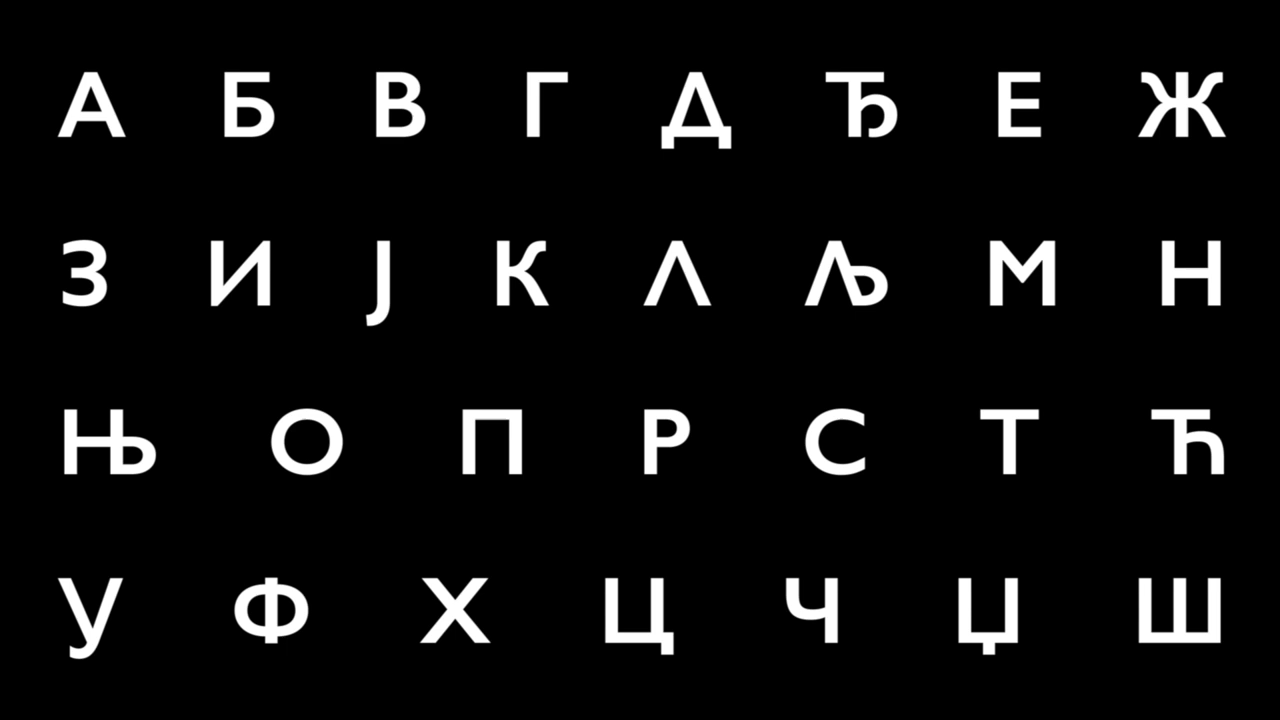 А Б В Г Д Ђ Е Ж
З И Ј К Л Љ М Н
Њ О П Р С Т Ћ
У Ф Х Ц Ч Џ Ш